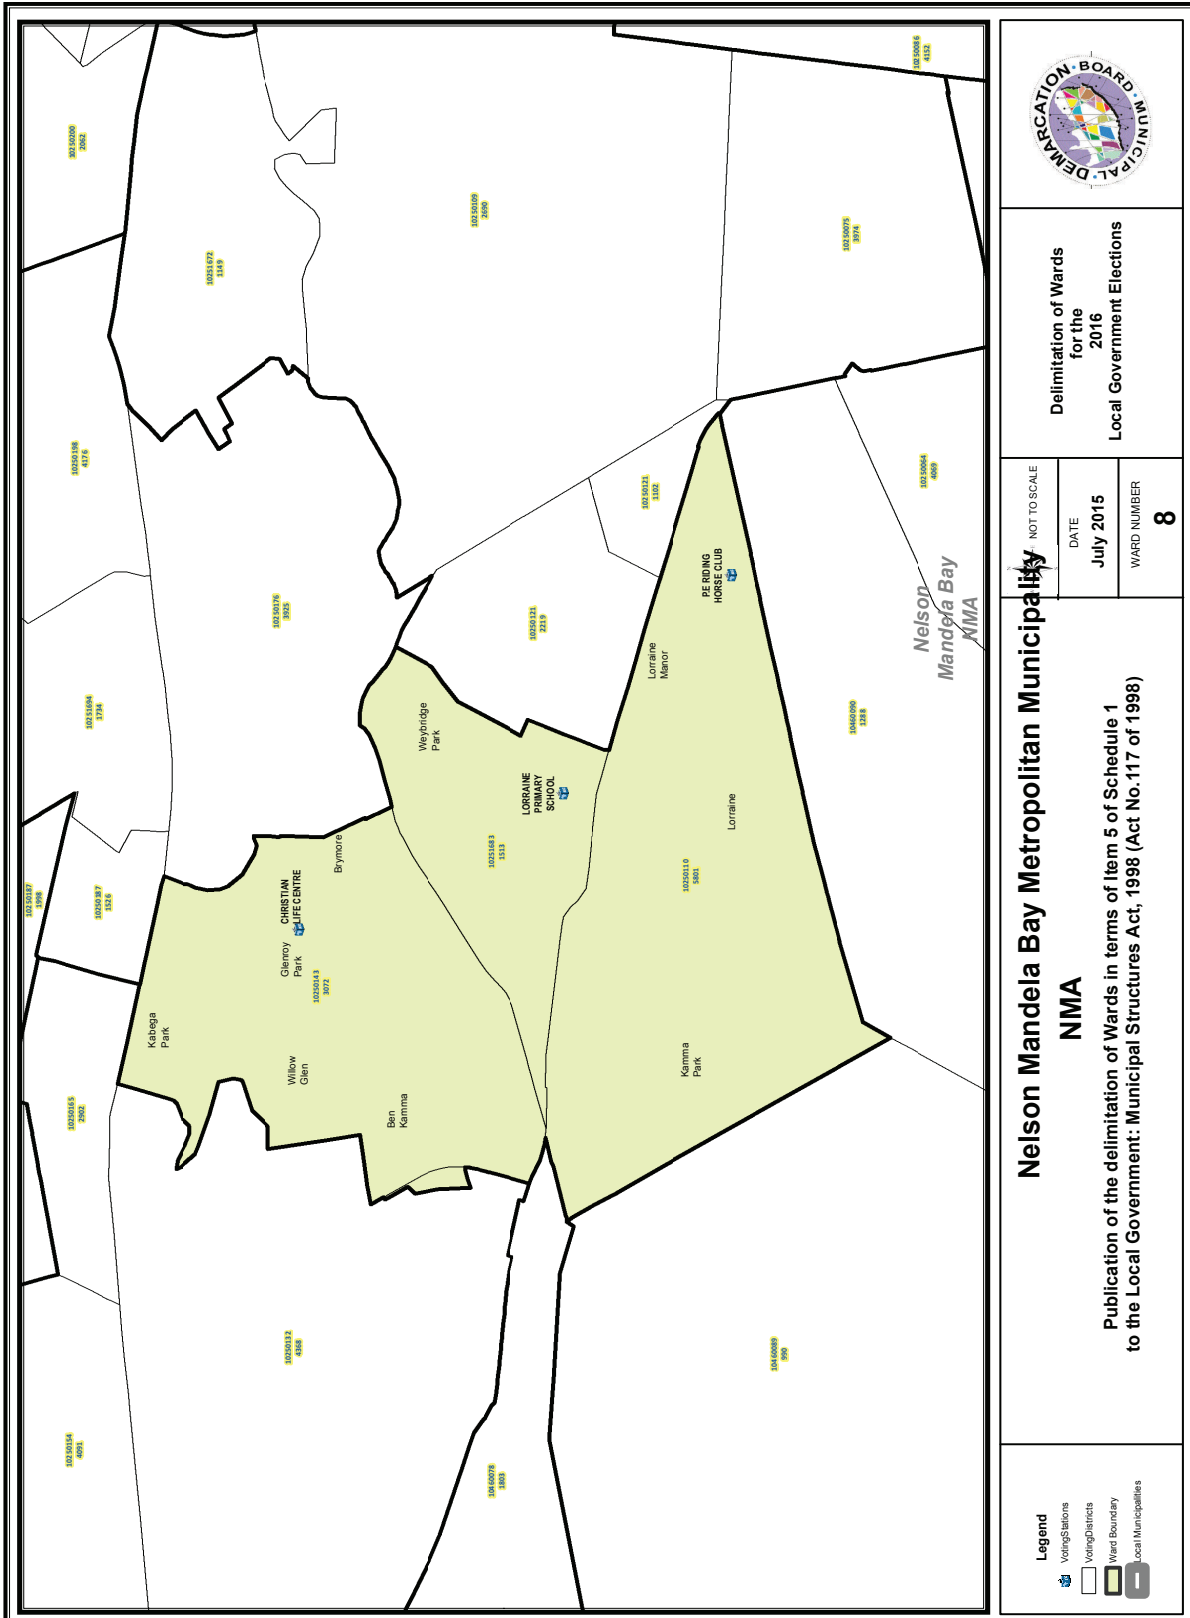 10250154
4091
10250165
2902
10250187
1998
10250187
1526
10251694
1734
10250198
4176
10250200
2062
10250086
4152
10250132
4368
10251672
1149
10250176
3925
10250109
2690
10250075
3974
10250064
4069
10250121
1102
10250121
2219
10460090
1288
10460089
990
10460078
1803
Kabega
Park
Willow
Glen
Glenroy
Park
CHRISTIAN
LIFE CENTRE
10250143
3072
Brymore
Ben
Kamma
Weybridge
Park
LORRAINE
PRIMARY
SCHOOL
10251683
1513
Lorraine
Manor
P.E RIDING
HORSE CLUB
Lorraine
10250110
5801
Kamma
Park
Nelson
Mandela Bay
NMA
Legend
VotingStations
VotingDistricts
Ward Boundary
Local Municipalities
Nelson Mandela Bay Metropolitan Municipality
NMA
Publication of the delimitation of Wards in terms of Item 5 of Schedule 1
to the Local Government: Municipal Structures Act, 1998 (Act No.117 of 1998)
NOT TO SCALE
DATE
July 2015
WARD NUMBER
8
Delimitation of Wards
for the
2016
Local Government Elections
MUNICIPAL DEMARCATION BOARD